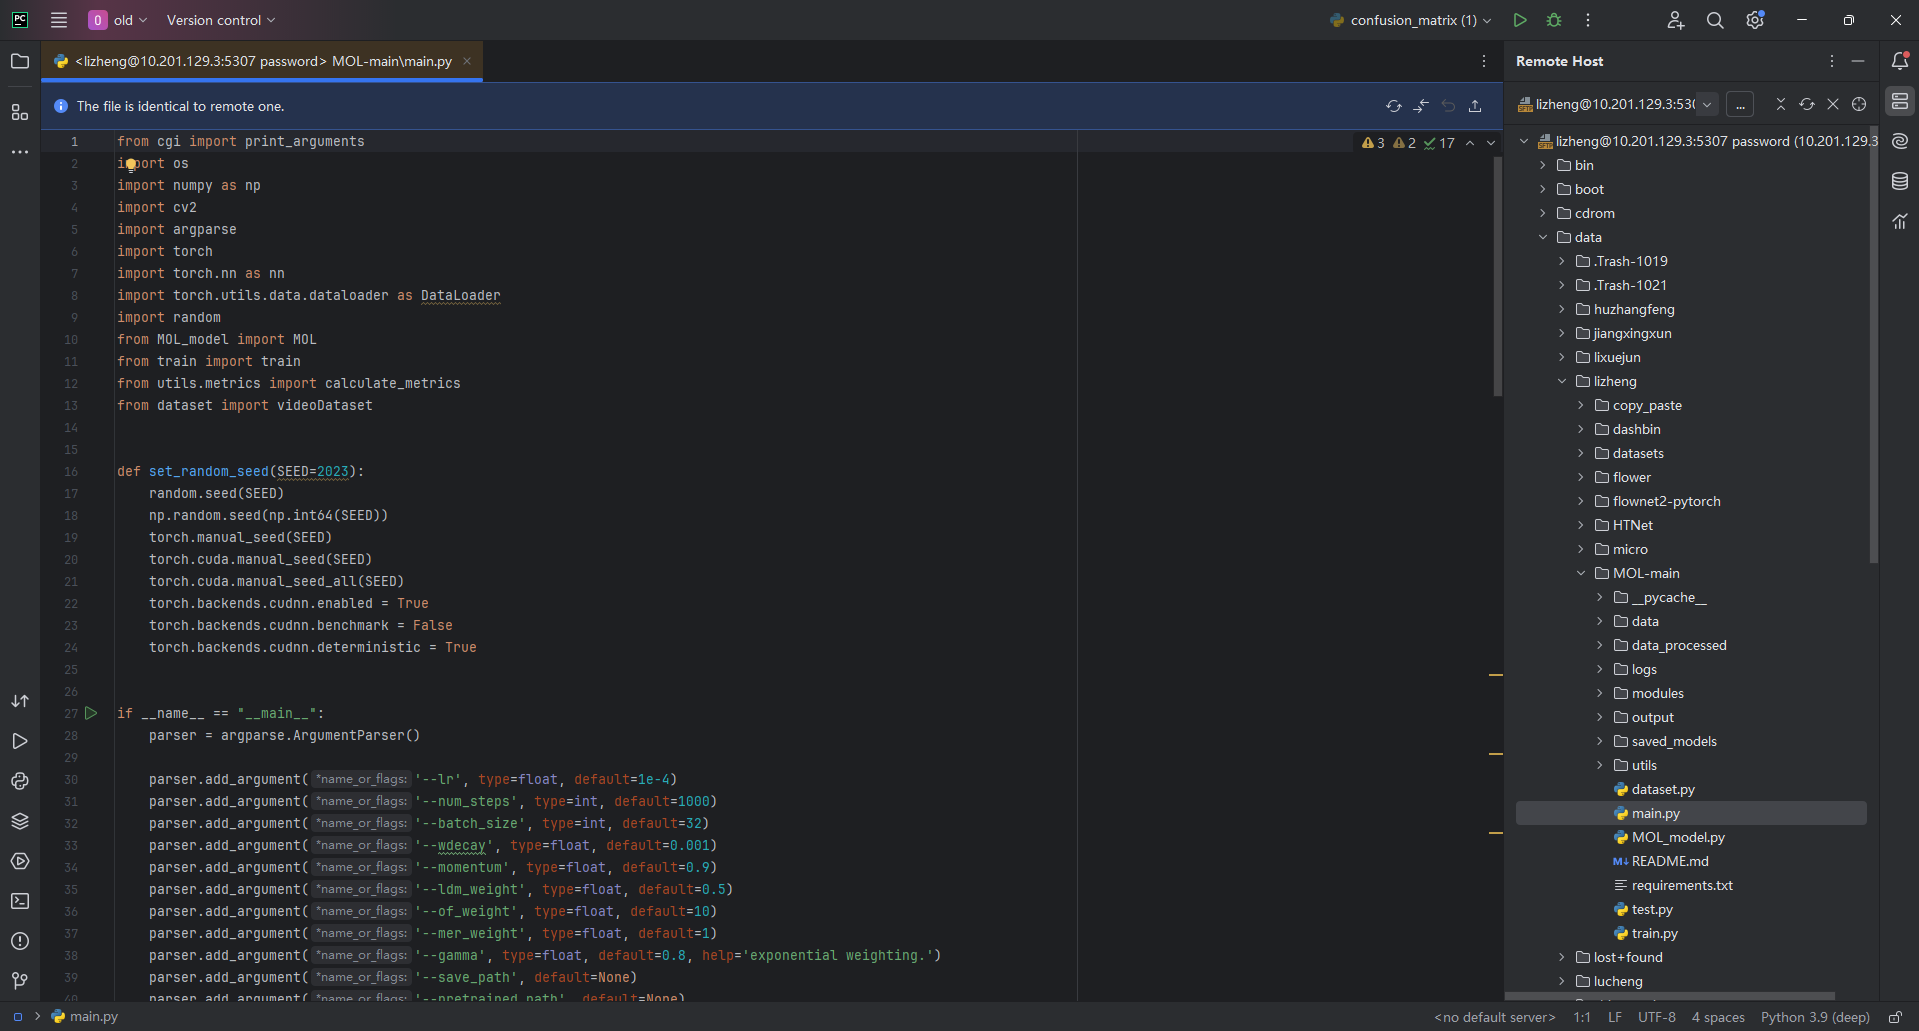 PC
O old Version control confusion_matrix (1)
<lizheng@10.201.129.3:5307 password> MOL-main\main.py
The file is identical to remote one.
3 2 17
1 from cgi import print_arguments
2 import os
3 import numpy as np
4 import cv2
5 import argparse
6 import torch
7 import torch.nn as nn
8 import torch.utils.data.dataloader as DataLoader
9 import random
10 from MOL_model import MOL
11 from train import train
12 from utils.metrics import calculate_metrics
13 from dataset import videoDataset
14
15
16 def set_random_seed(SEED=2023):
17 random.seed(SEED)
18 np.random.seed(np.int64(SEED))
19 torch.manual_seed(SEED)
20 torch.cuda.manual_seed(SEED)
21 torch.cuda.manual_seed_all(SEED)
22 torch.backends.cudnn.enabled = True
23 torch.backends.cudnn.benchmark = False
24 torch.backends.cudnn.deterministic = True
25
26
27 if __name__ == "__main__":
28 parser = argparse.ArgumentParser()
29
30 parser.add_argument( *name_or_flags: '--lr', type=float, default=1e-4)
31 parser.add_argument( *name_or_flags: '--num_steps', type=int, default=1000)
32 parser.add_argument( *name_or_flags: '--batch_size', type=int, default=32)
33 parser.add_argument( *name_or_flags: '--wdecay', type=float, default=0.001)
34 parser.add_argument( *name_or_flags: '--momentum', type=float, default=0.9)
35 parser.add_argument( *name_or_flags: '--ldm_weight', type=float, default=0.5)
36 parser.add_argument( *name_or_flags: '--of_weight', type=float, default=10)
37 parser.add_argument( *name_or_flags: '--mer_weight', type=float, default=1)
38 parser.add_argument( *name_or_flags: '--gamma', type=float, default=0.8, help='exponential weighting.')
39 parser.add_argument( *name_or_flags: '--save_path', default=None)
40 parser.add_argument( *name_or_flags: '--pretrained_path', default=None)
Remote Host
lizheng@10.201.129.3:530 ...
lizheng@10.201.129.3:5307 password (10.201.129.3
bin
boot
cdrom
data
.Trash-1019
.Trash-1021
huzhangfeng
jiangxingxun
lixuejun
lizheng
copy_paste
dashbin
datasets
flower
flownet2-pytorch
HTNet
micro
MOL-main
__pycache__
data
data_processed
logs
modules
output
saved_models
utils
dataset.py
main.py
MOL_model.py
README.md
requirements.txt
test.py
train.py
lost+found
lucheng
main.py
<no default server> 1:1 LF UTF-8 4 spaces Python 3.9 (deep)